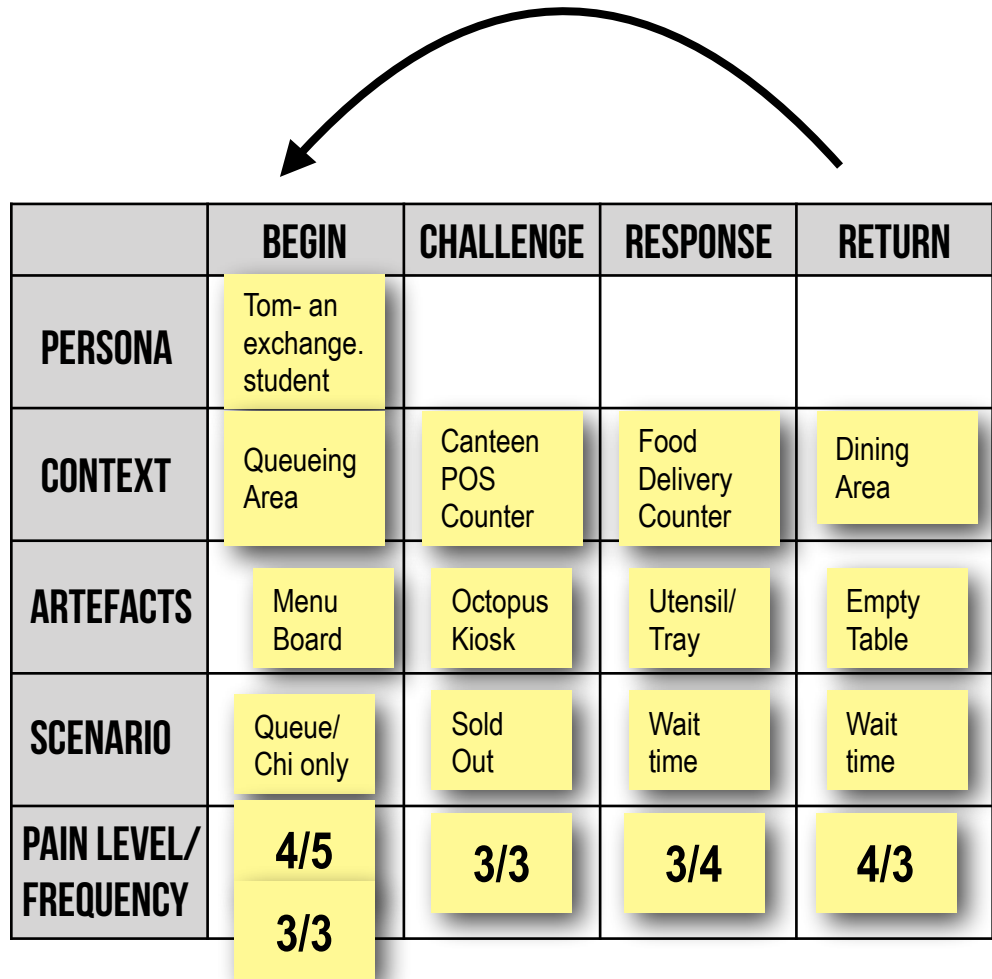 BEGIN
CHALLENGE
RESPONSE
RETURN
PERSONA
Tom- an
exchange.
student
CONTEXT
Queueing
Area
Canteen
POS
Counter
Food
Delivery
Counter
Dining
Area
ARTEFACTS
Menu
Board
Octopus
Kiosk
Utensil/
Tray
Empty
Table
SCENARIO
Queue/
Chi only
Sold
Out
Wait
time
Wait
time
PAIN LEVEL/
FREQUENCY
4/5
3/3
3/3
3/4
4/3